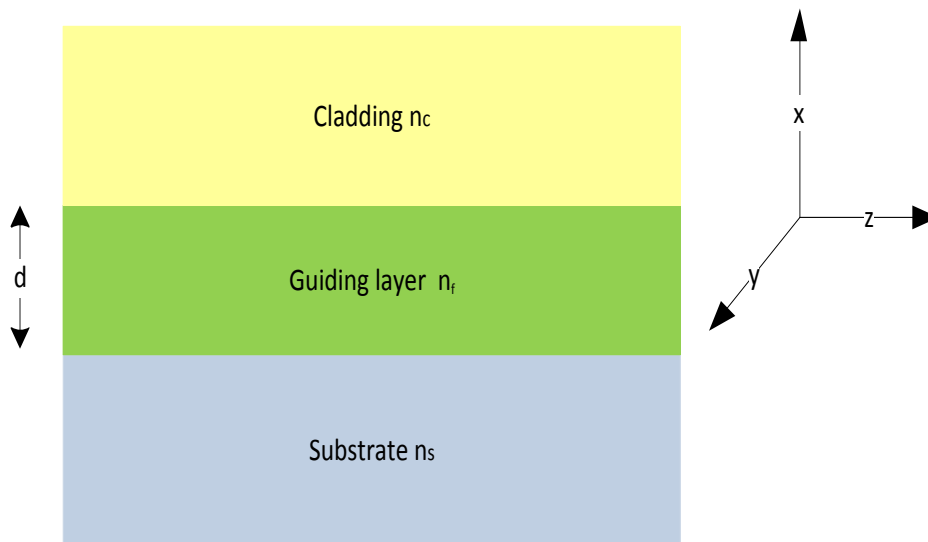 Cladding nc
x
z
d
Guiding layer nf
y
Substrate ns